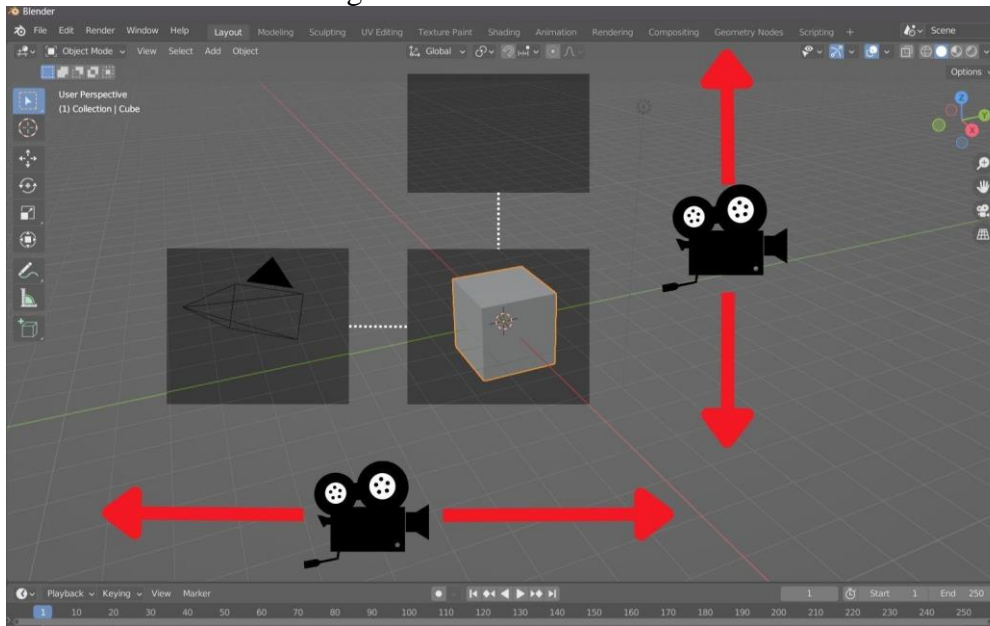 Blender
File Edit Render Window Help Layout Modeling Sculpting UV Editing Texture Paint Shading Animation Rendering Compositing Geometry Nodes Scripting + Scene
Object Mode View Select Add Object Global
Options
User Perspective
(1) Collection | Cube
Z
Y
X
Playback Keying View Marker 1 Start 1 End 250
1 10 20 30 40 50 60 70 80 90 100 110 120 130 140 150 160 170 180 190 200 210 220 230 240 250